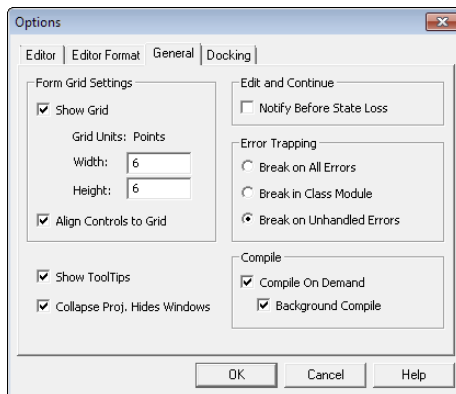 Options
Editor
Editor Format
General
Docking
Form Grid Settings
Show Grid
Grid Units: Points
Width: 6
Height: 6
Align Controls to Grid
Show ToolTips
Collapse Proj. Hides Windows
Edit and Continue
Notify Before State Loss
Error Trapping
Break on All Errors
Break in Class Module
Break on Unhandled Errors
Compile
Compile On Demand
Background Compile
OK
Cancel
Help